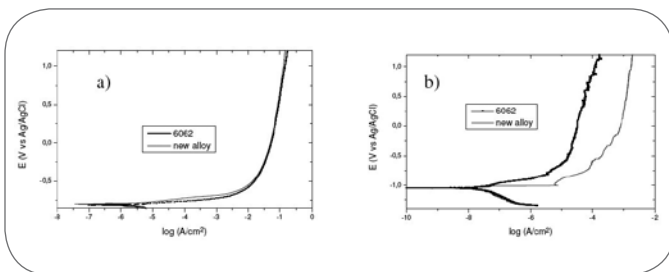 a)
E (V vs Ag/AgCl)
1,0
0,5
0,0
-0,5
6062
new alloy
-8 -7 -6 -5 -4 -3 -2 -1 0
log (A/cm²)
b)
E (V vs Ag/AgCl)
1,0
0,5
0,0
-0,5
-1,0
6062
new alloy
-10 -8 -6 -4 -2
log (A/cm²)